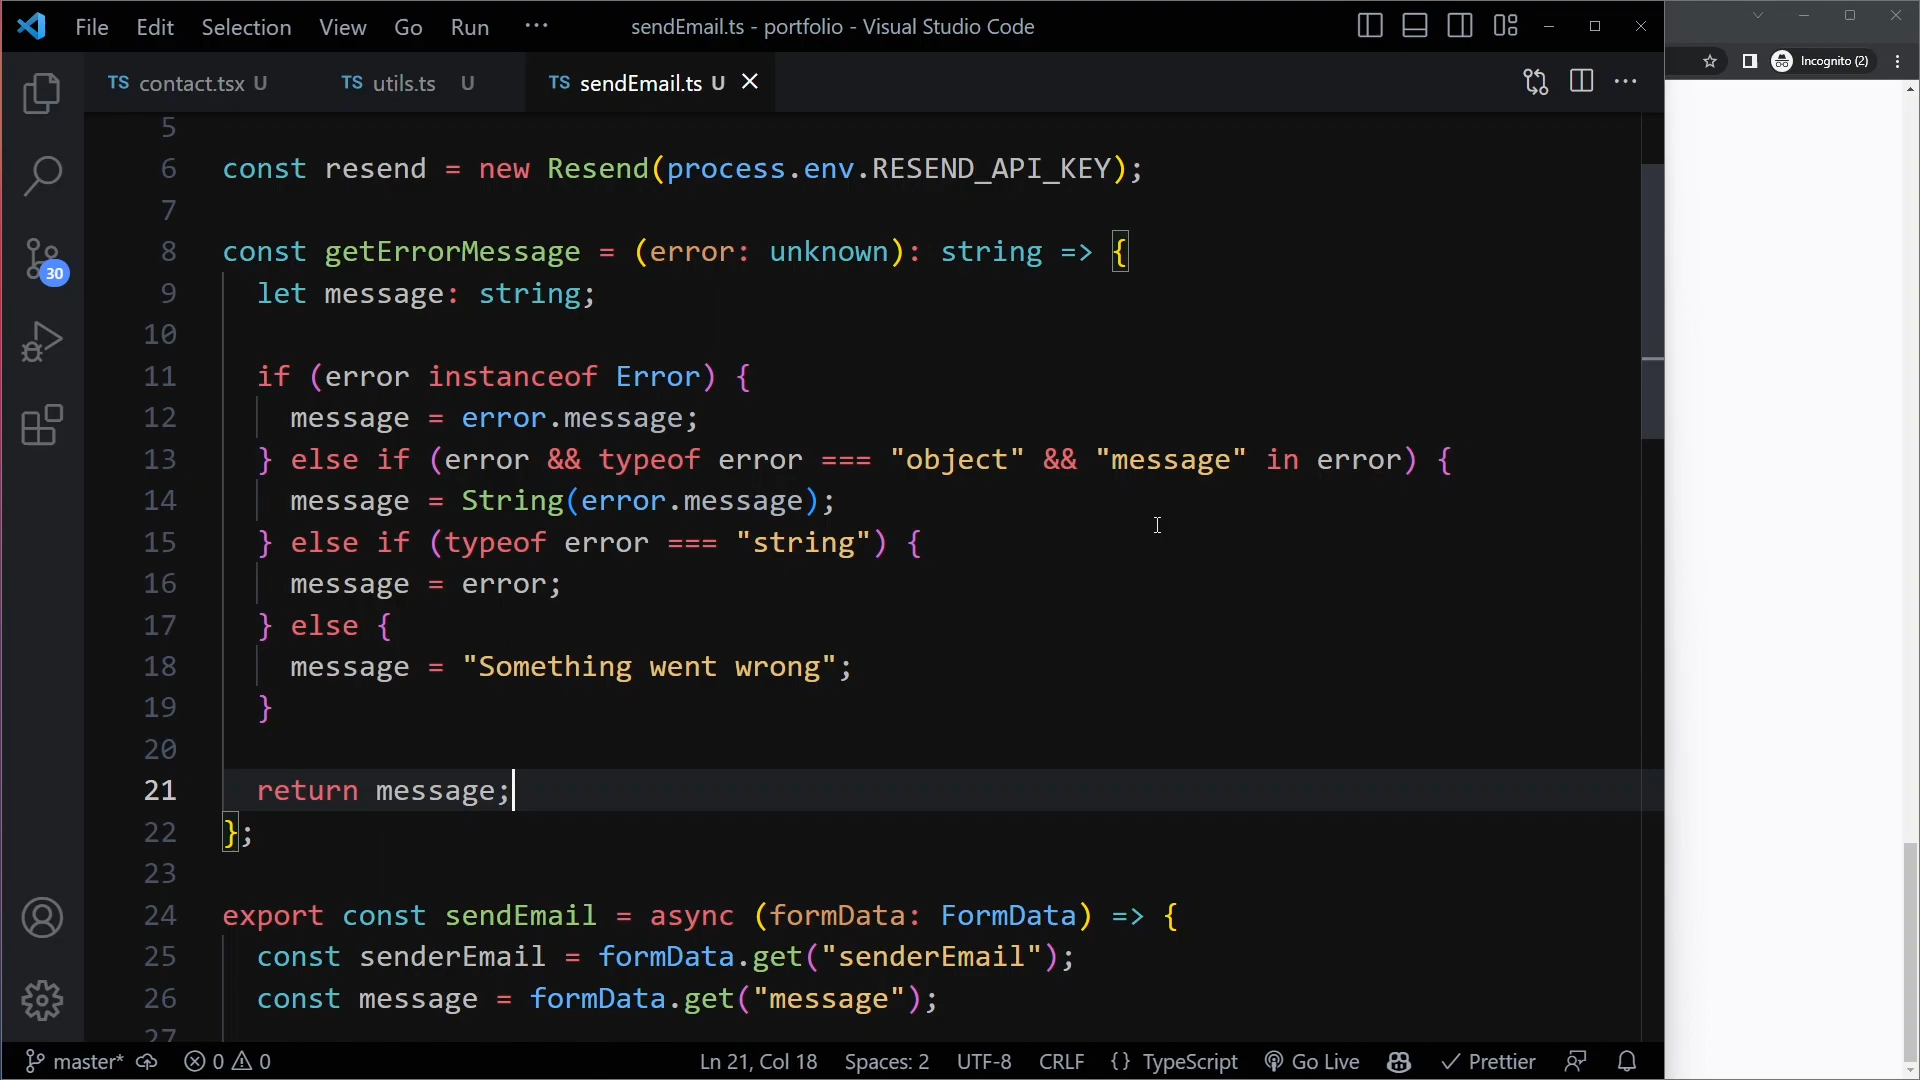 File Edit Selection View Go Run ··· sendEmail.ts - portfolio - Visual Studio Code
Incognito (2)
TS contact.tsx U TS utils.ts U TS sendEmail.ts U
5
6 const resend = new Resend(process.env.RESEND_API_KEY);
7
8 const getErrorMessage = (error: unknown): string => {
9 let message: string;
10
11 if (error instanceof Error) {
12 message = error.message;
13 } else if (error && typeof error === "object" && "message" in error) {
14 message = String(error.message);
15 } else if (typeof error === "string") {
16 message = error;
17 } else {
18 message = "Something went wrong";
19 }
20
21 return message;
22 };
23
24 export const sendEmail = async (formData: FormData) => {
25 const senderEmail = formData.get("senderEmail");
26 const message = formData.get("message");
27
30
master* 0 0 Ln 21, Col 18 Spaces: 2 UTF-8 CRLF {} TypeScript Go Live Prettier